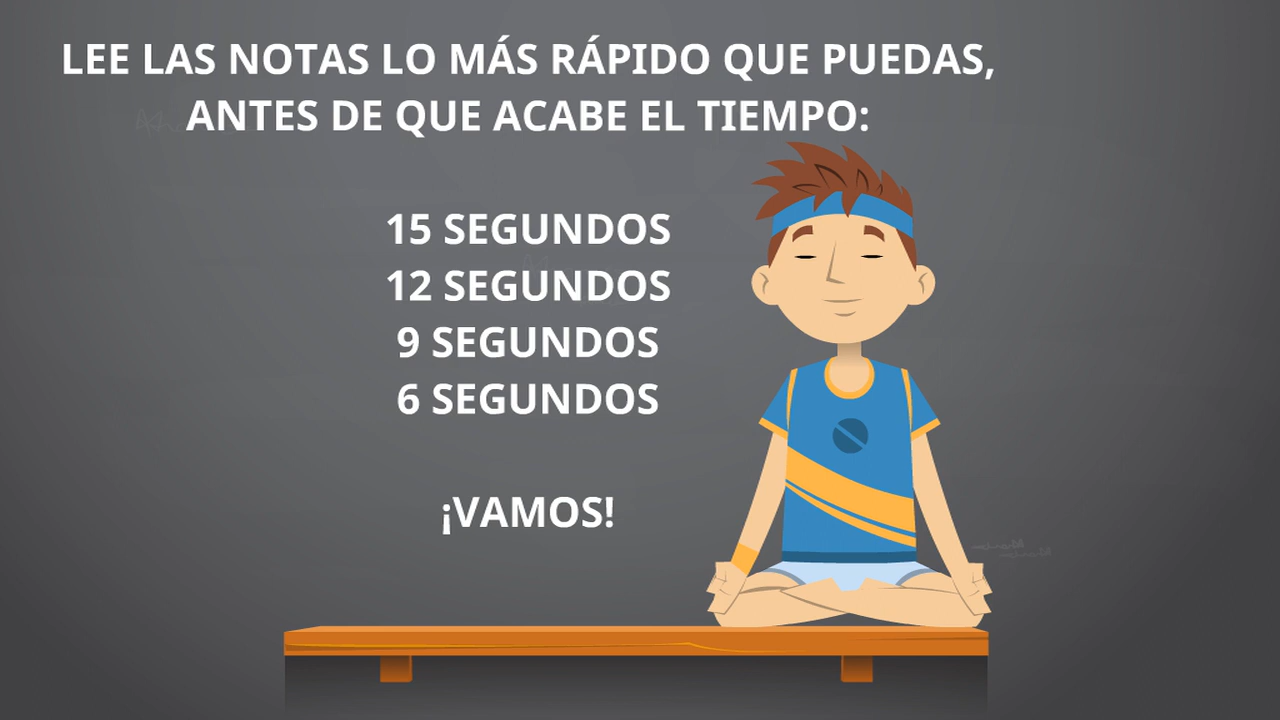 LEE LAS NOTAS LO MÁS RÁPIDO QUE PUEDAS,
ANTES DE QUE ACABE EL TIEMPO:
15 SEGUNDOS
12 SEGUNDOS
9 SEGUNDOS
6 SEGUNDOS
¡VAMOS!